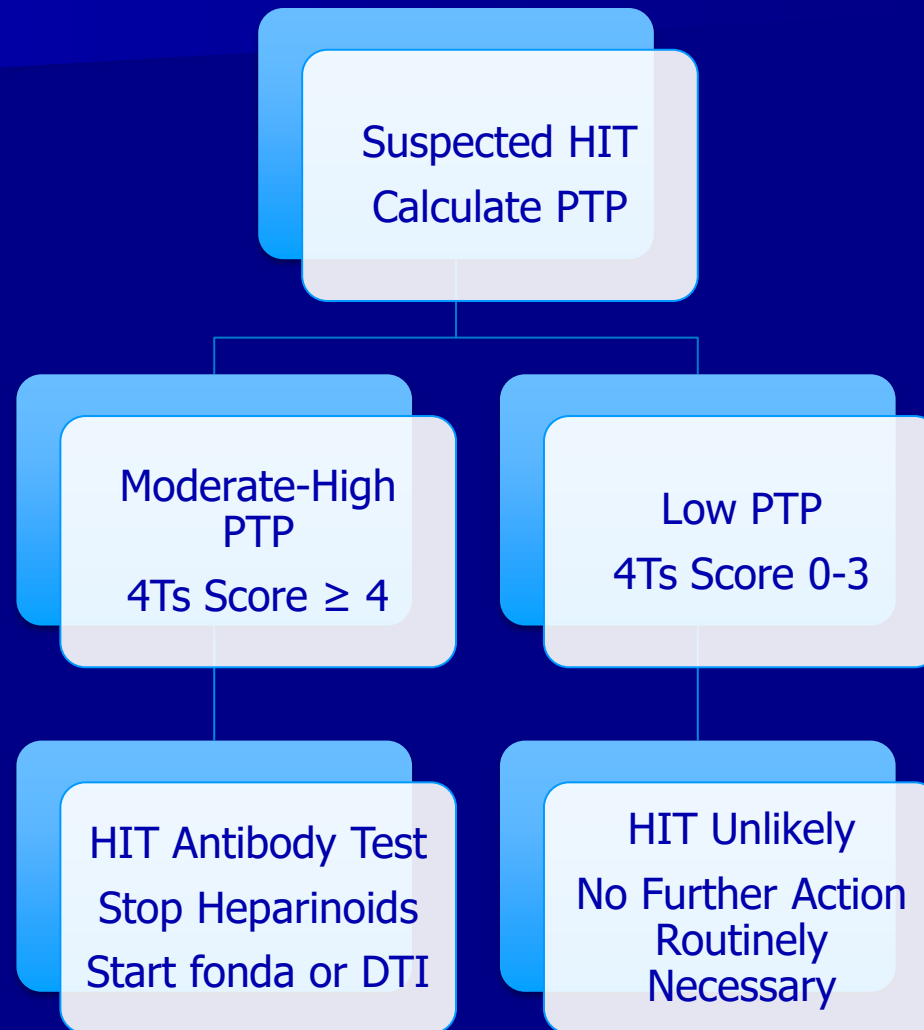 Suspected HIT
Calculate PTP
Moderate-High
PTP
4Ts Score ≥ 4
Low PTP
4Ts Score 0-3
HIT Antibody Test
Stop Heparinoids
Start fonda or DTI
HIT Unlikely
No Further Action
Routinely
Necessary